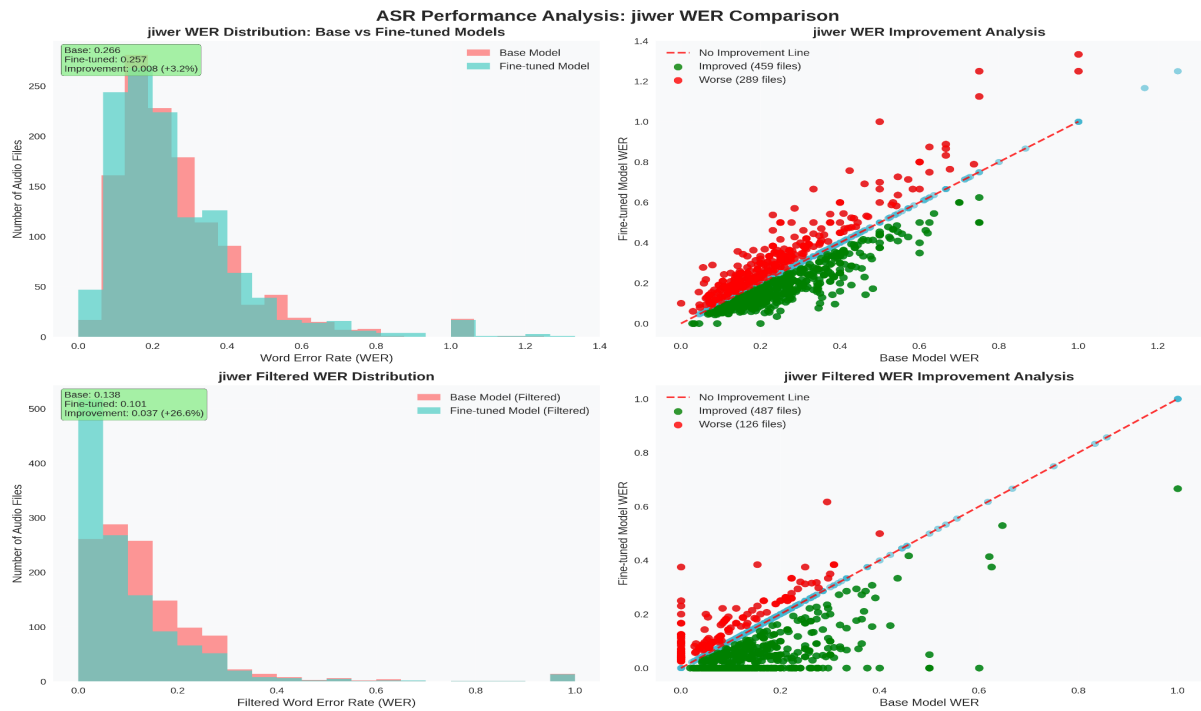 ASR Performance Analysis: jiwer WER Comparison
jiwer WER Distribution: Base vs Fine-tuned Models
Base: 0.266
Fine-tuned: 0.257
Improvement: 0.008 (+3.2%)
Base Model
Fine-tuned Model
Number of Audio Files
250
200
150
100
50
0
0.0 0.2 0.4 0.6 0.8 1.0 1.2 1.4
Word Error Rate (WER)
jiwer WER Improvement Analysis
No Improvement Line
Improved (459 files)
Worse (289 files)
Fine-tuned Model WER
1.4
1.2
1.0
0.8
0.6
0.4
0.2
0.0
0.0 0.2 0.4 0.6 0.8 1.0 1.2
Base Model WER
jiwer Filtered WER Distribution
Base: 0.138
Fine-tuned: 0.101
Improvement: 0.037 (+26.6%)
Base Model (Filtered)
Fine-tuned Model (Filtered)
Number of Audio Files
500
400
300
200
100
0
0.0 0.2 0.4 0.6 0.8 1.0
Filtered Word Error Rate (WER)
jiwer Filtered WER Improvement Analysis
No Improvement Line
Improved (487 files)
Worse (126 files)
Fine-tuned Model WER
1.0
0.8
0.6
0.4
0.2
0.0
0.0 0.2 0.4 0.6 0.8 1.0
Base Model WER